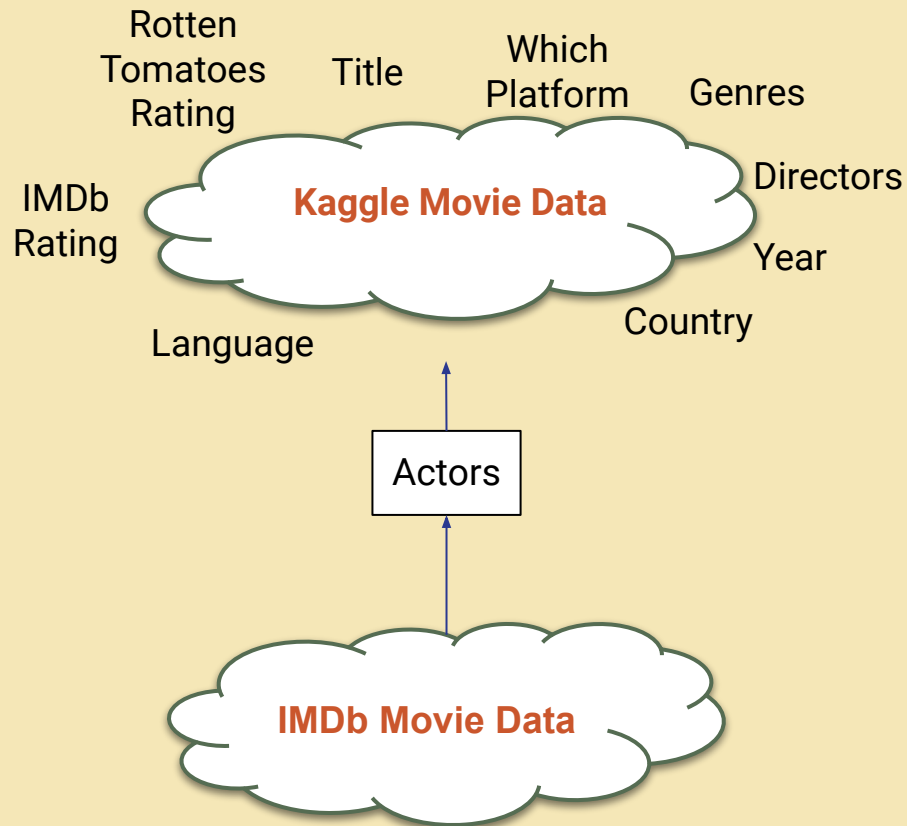 Rotten
Tomatoes
Rating
Title
Which
Platform
Genres
IMDb
Rating
Kaggle Movie Data
Directors
Year
Country
Language
Actors
IMDb Movie Data